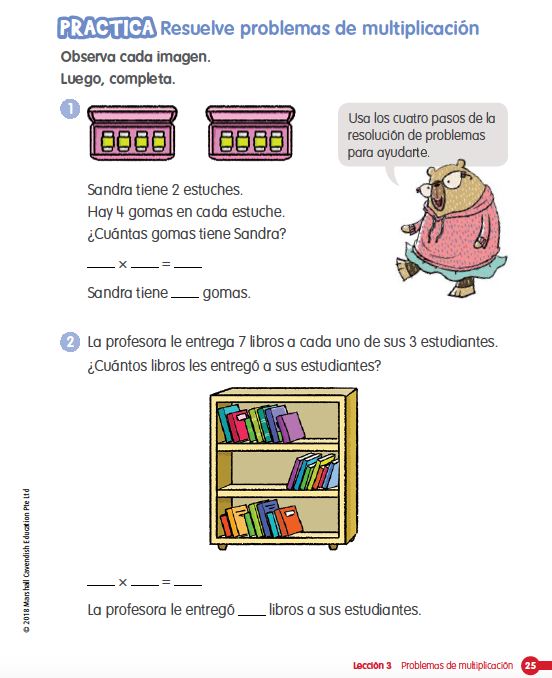 PRACTICA Resuelve problemas de multiplicación
Observa cada imagen.
Luego, completa.
1
Usa los cuatro pasos de la
resolución de problemas
para ayudarte.
Sandra tiene 2 estuches.
Hay 4 gomas en cada estuche.
¿Cuántas gomas tiene Sandra?
____ × ____ = ____
Sandra tiene ____ gomas.
2 La profesora le entrega 7 libros a cada uno de sus 3 estudiantes.
¿Cuántos libros les entregó a sus estudiantes?
____ × ____ = ____
La profesora le entregó ____ libros a sus estudiantes.
© 2018 Marshall Cavendish Education Pte Ltd
Lección 3 Problemas de multiplicación 25